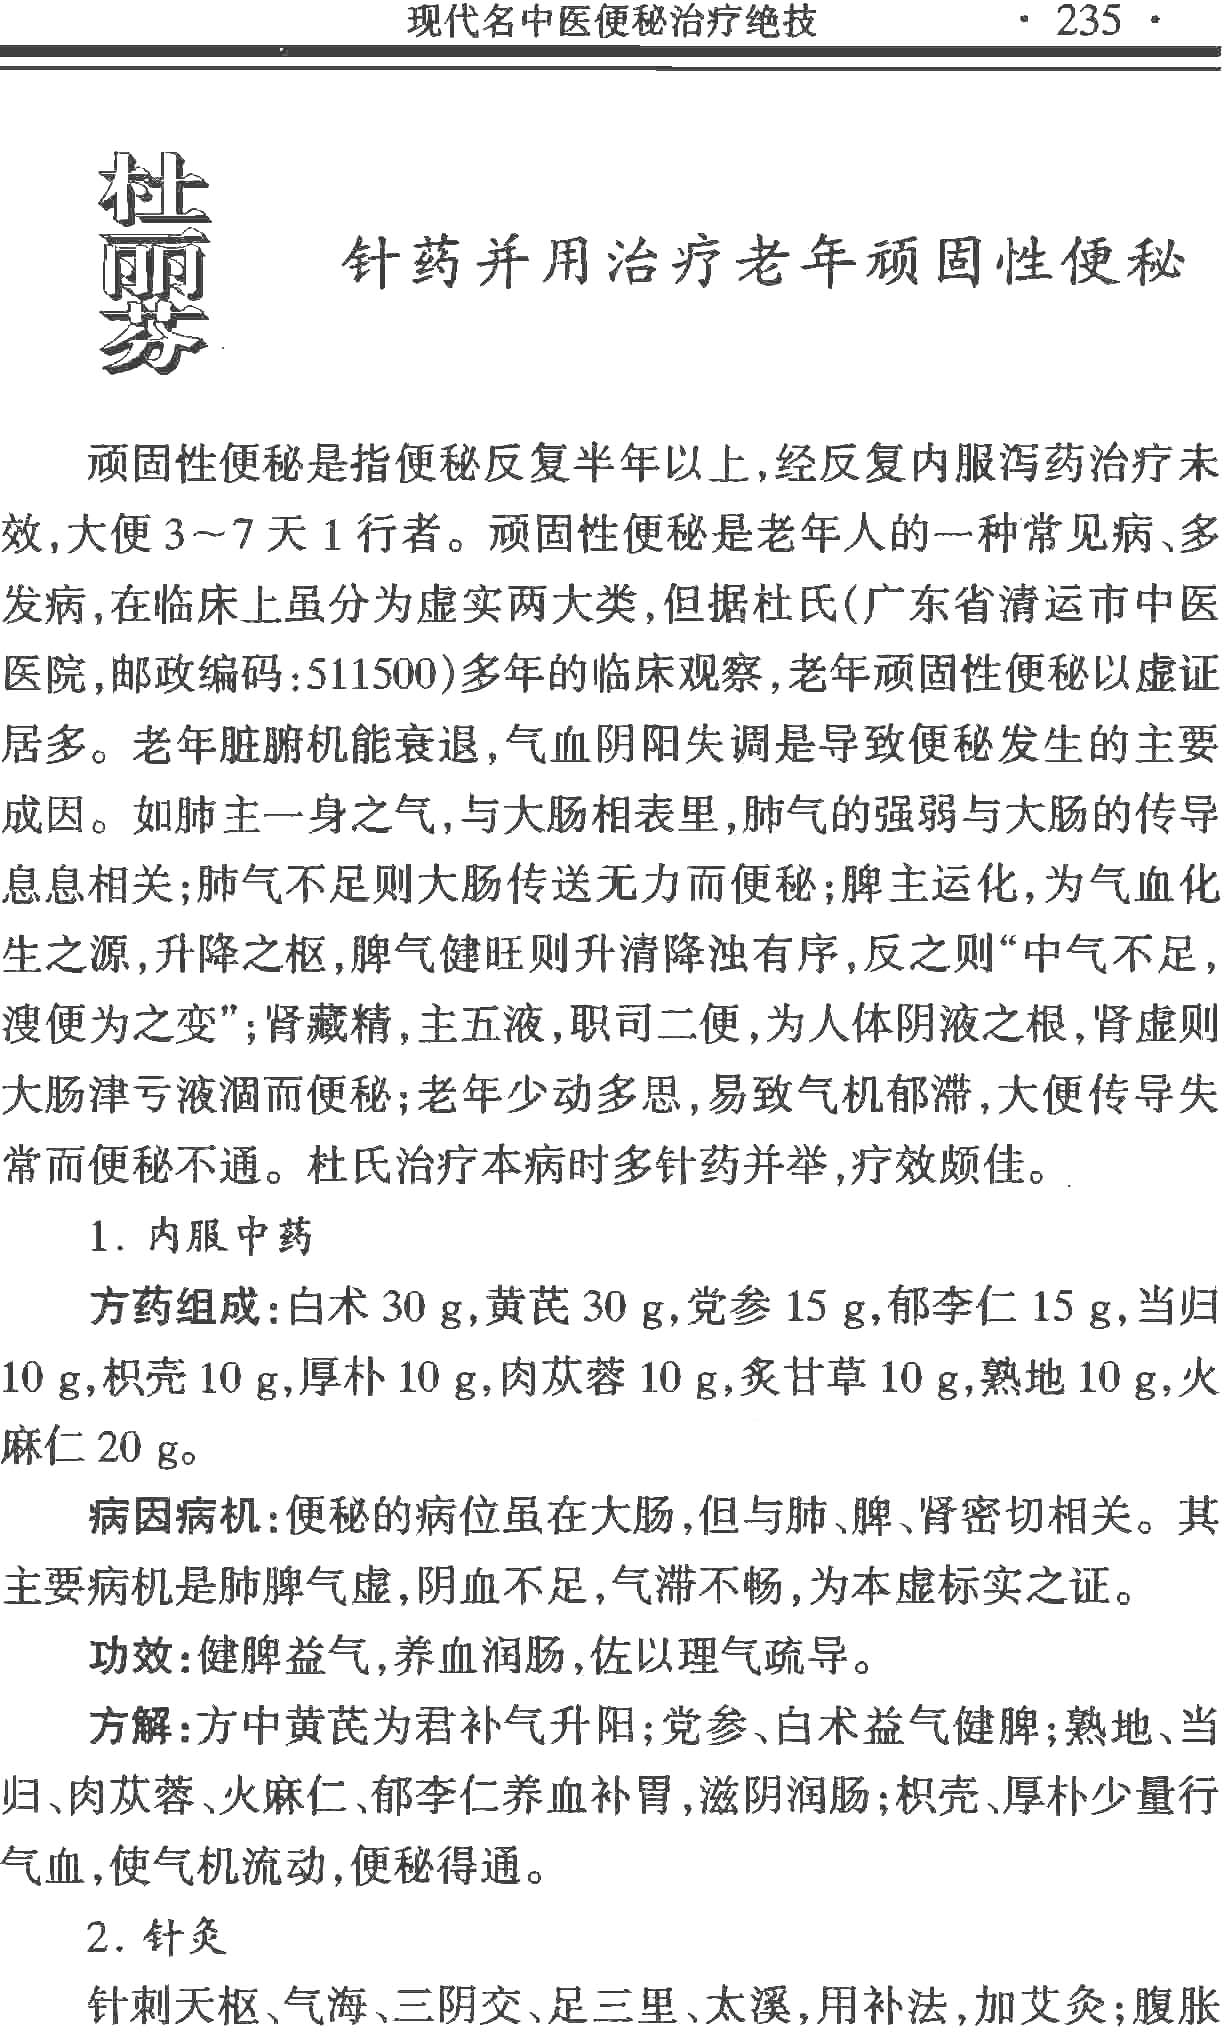 现代名中医便秘治疗绝技 · 235 ·
杜丽芬
针药并用治疗老年顽固性便秘
顽固性便秘是指便秘反复半年以上,经反复内服泻药治疗未
效,大便3～7天1行者。顽固性便秘是老年人的一种常见病、多
发病,在临床上虽分为虚实两大类,但据杜氏(广东省清运市中医
医院,邮政编码:511500)多年的临床观察,老年顽固性便秘以虚证
居多。老年脏腑机能衰退,气血阴阳失调是导致便秘发生的主要
成因。如肺主一身之气,与大肠相表里,肺气的强弱与大肠的传导
息息相关;肺气不足则大肠传送无力而便秘;脾主运化,为气血化
生之源,升降之枢,脾气健旺则升清降浊有序,反之则“中气不足,
溲便为之变”;肾藏精,主五液,职司二便,为人体阴液之根,肾虚则
大肠津亏液涸而便秘;老年少动多思,易致气机郁滞,大便传导失
常而便秘不通。杜氏治疗本病时多针药并举,疗效颇佳。
1. 内服中药
方药组成:白术30 g,黄芪30 g,党参15 g,郁李仁15 g,当归
10 g,枳壳10 g,厚朴10 g,肉苁蓉10 g,炙甘草10 g,熟地10 g,火
麻仁20 g。
病因病机:便秘的病位虽在大肠,但与肺、脾、肾密切相关。其
主要病机是肺脾气虚,阴血不足,气滞不畅,为本虚标实之证。
功效:健脾益气,养血润肠,佐以理气疏导。
方解:方中黄芪为君补气升阳;党参、白术益气健脾;熟地、当
归、肉苁蓉、火麻仁、郁李仁养血补胃,滋阴润肠;枳壳、厚朴少量行
气血,使气机流动,便秘得通。
2. 针灸
针刺天枢、气海、三阴交、足三里、太溪,用补法,加艾灸;腹胀